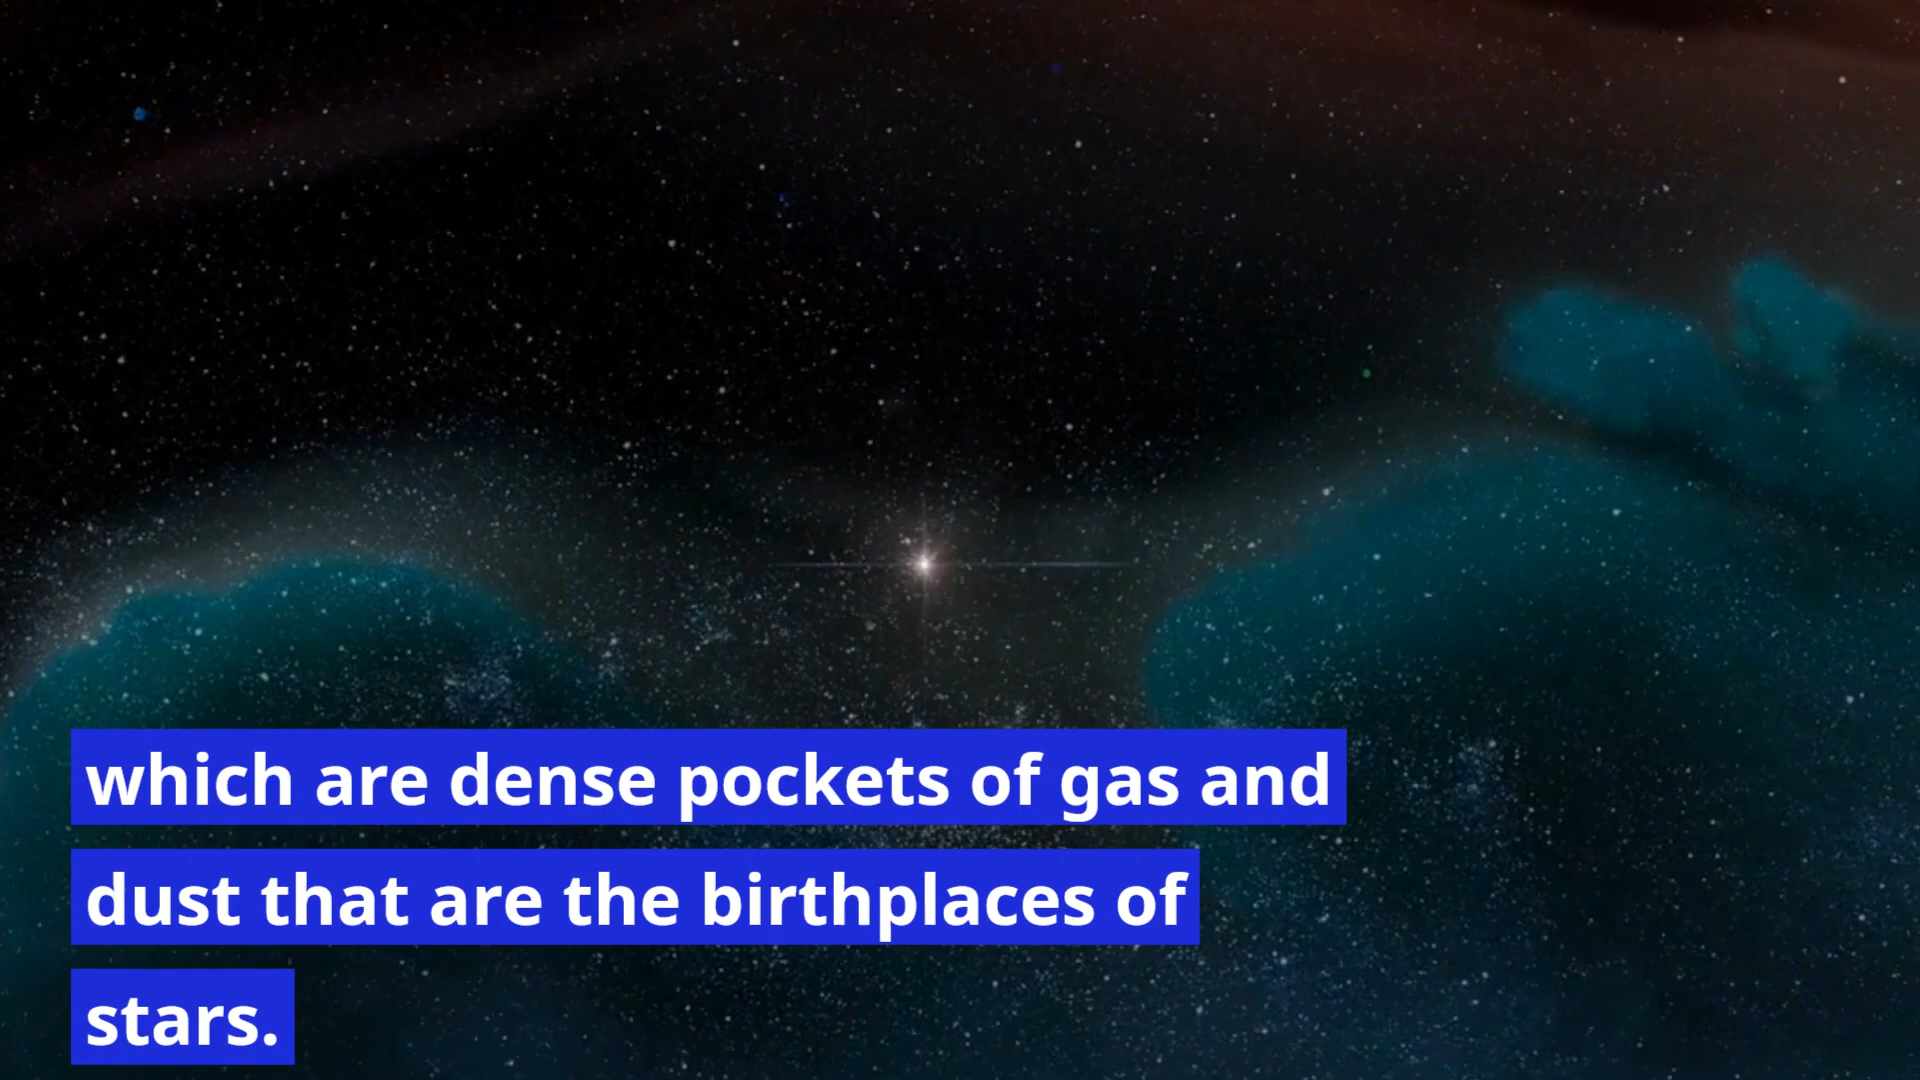 which are dense pockets of gas and
dust that are the birthplaces of
stars.